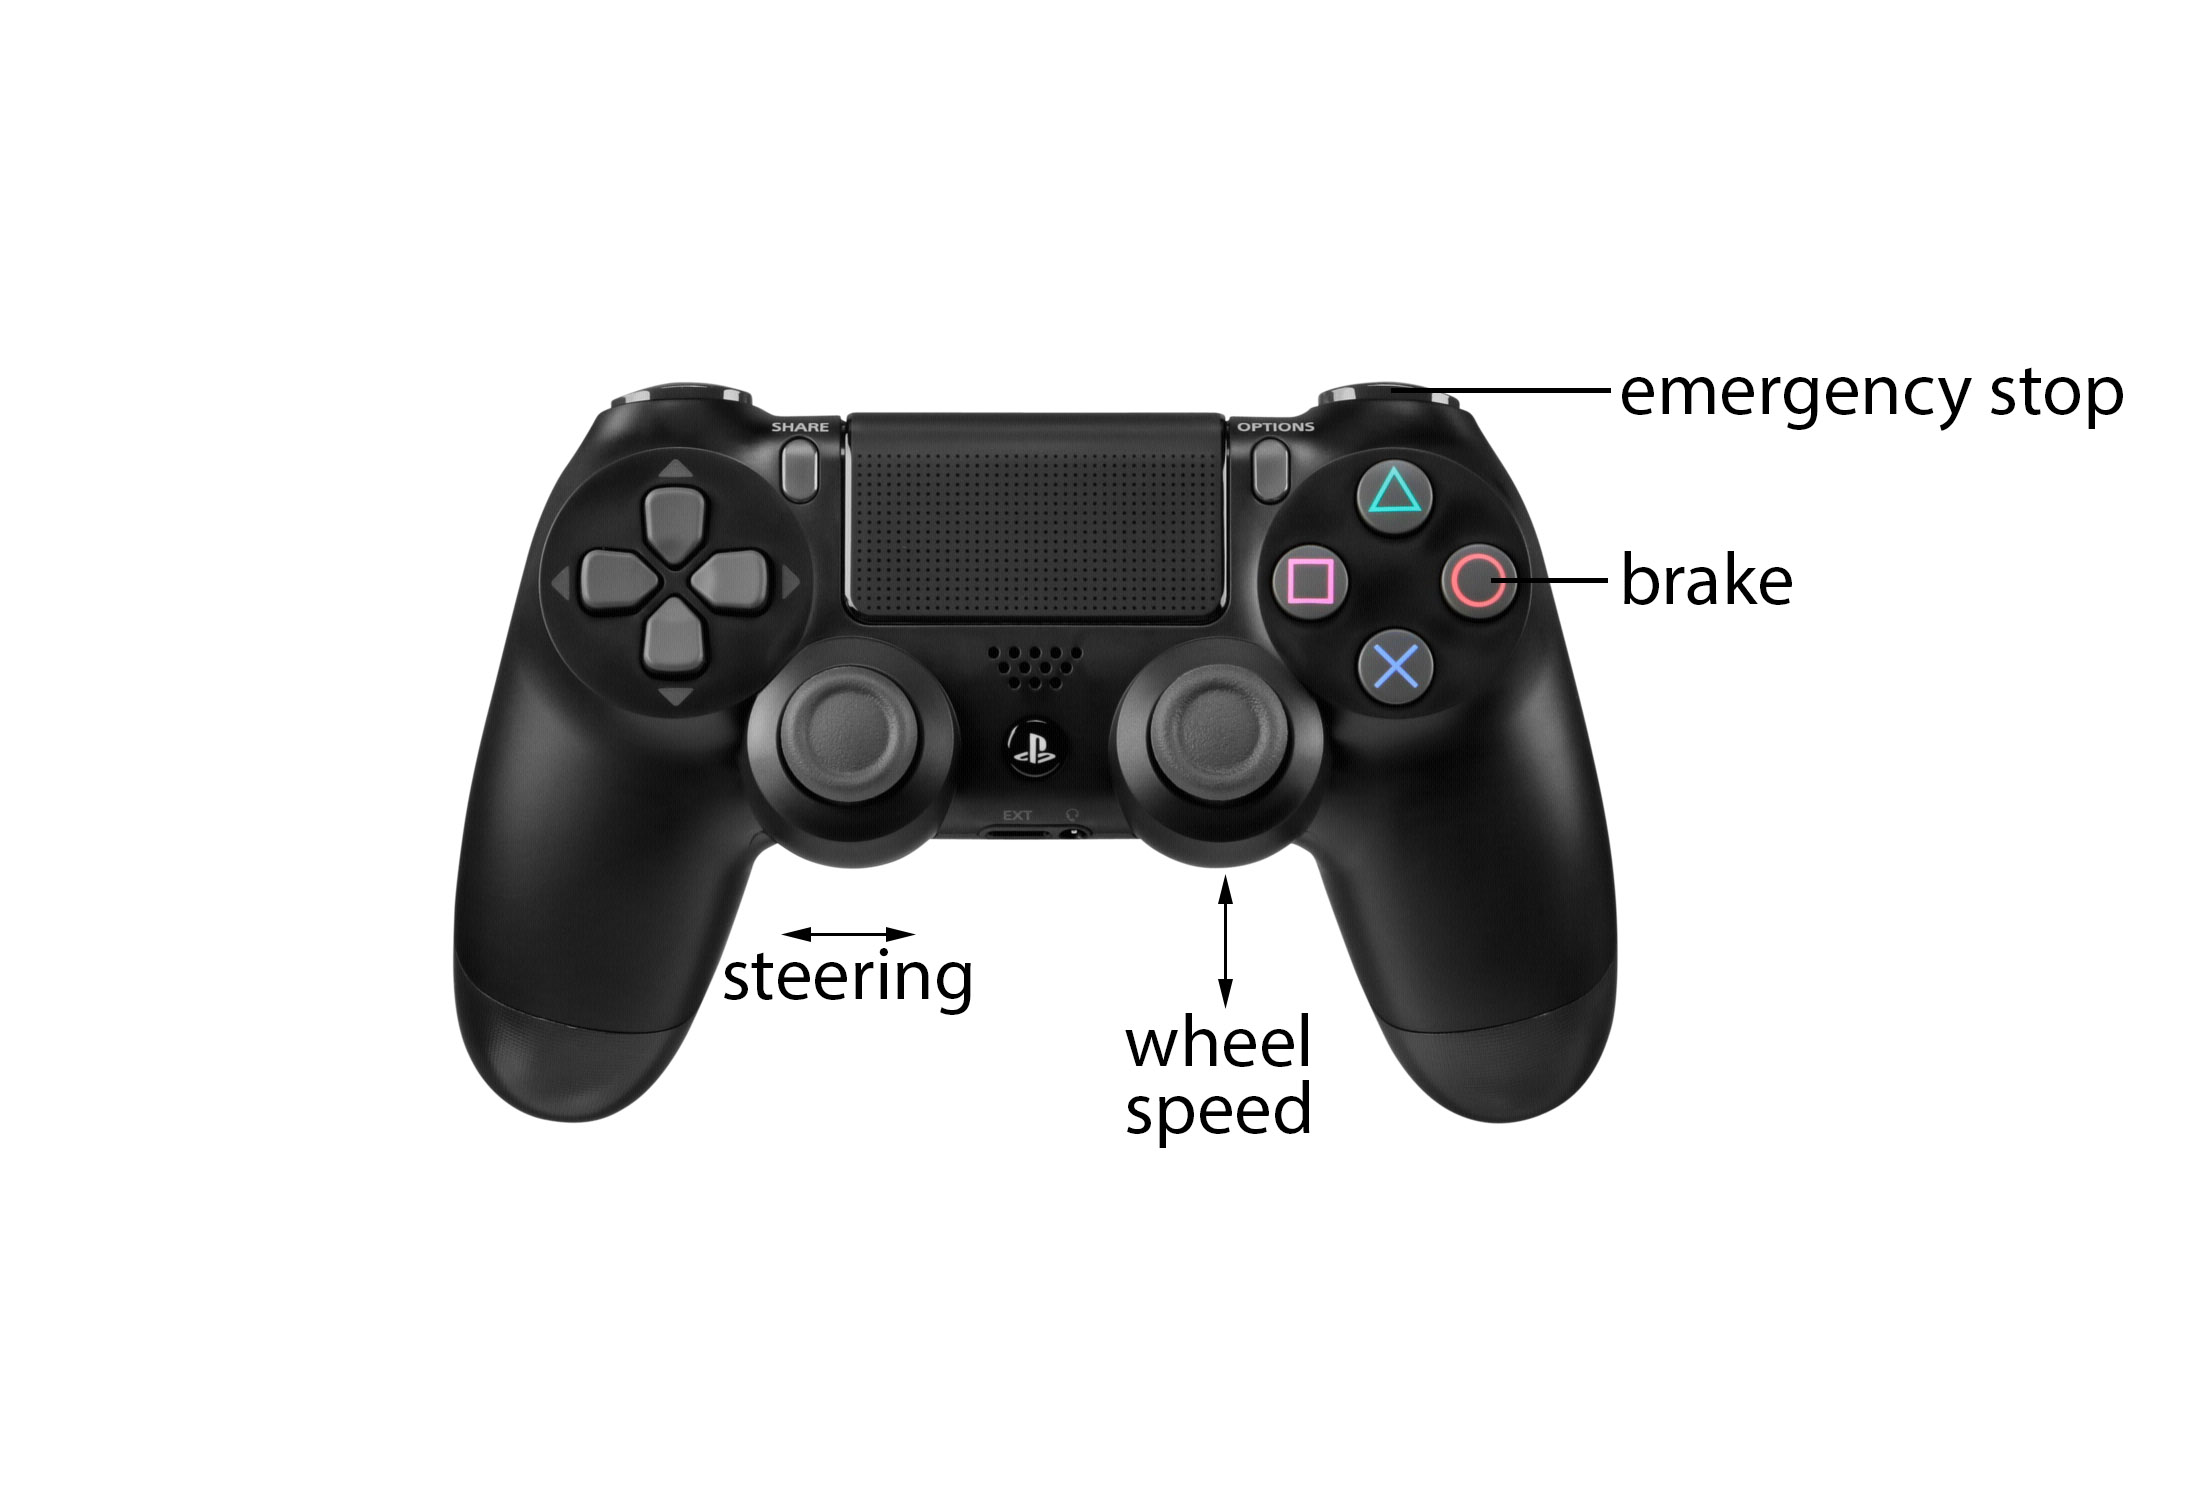 emergency stop
SHARE
OPTIONS
brake
EXT
steering
wheel
speed